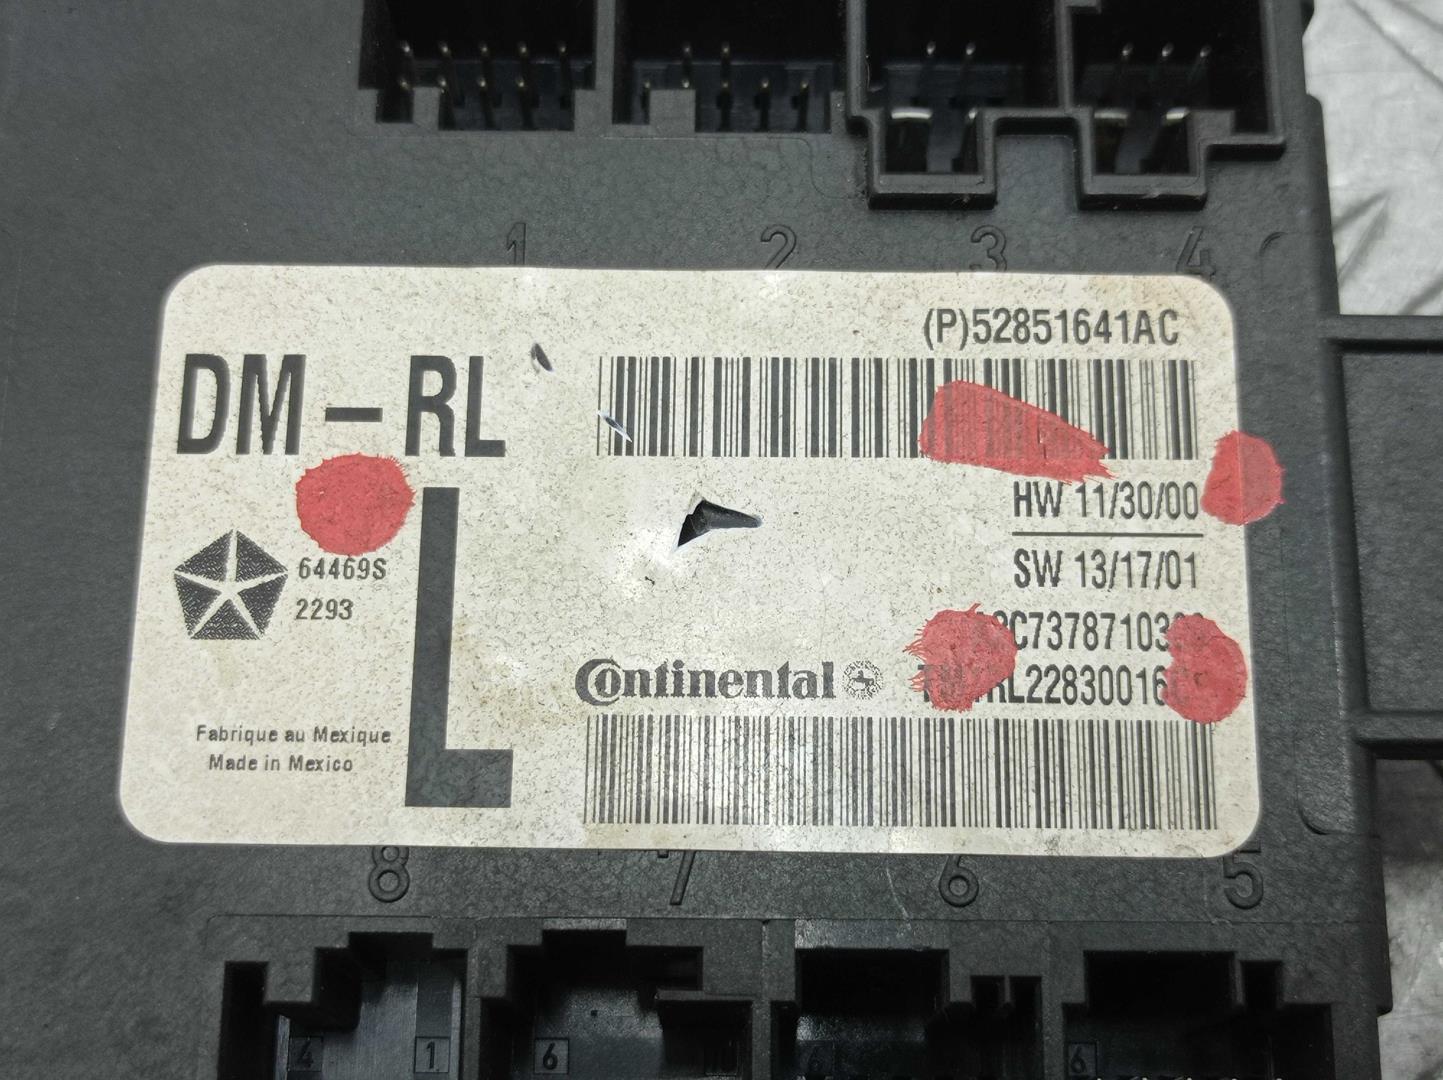 1 2 3 4
(P)52851641AC
DM-RL
L
HW 11/30/00
SW 13/17/01
64469S
2293
Continental
Fabrique au Mexique
Made in Mexico
8 7 6 5
4 1 6 6 6